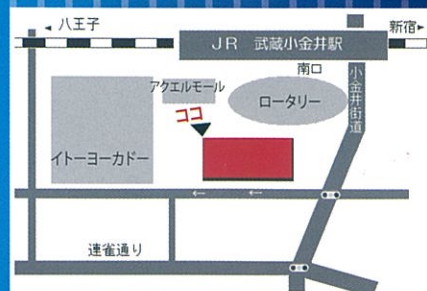 八王子
新宿
JR 武蔵小金井駅
南口
アクエルモール
ロータリー
小金井街道
ココ
イトーヨーカドー
連雀通り